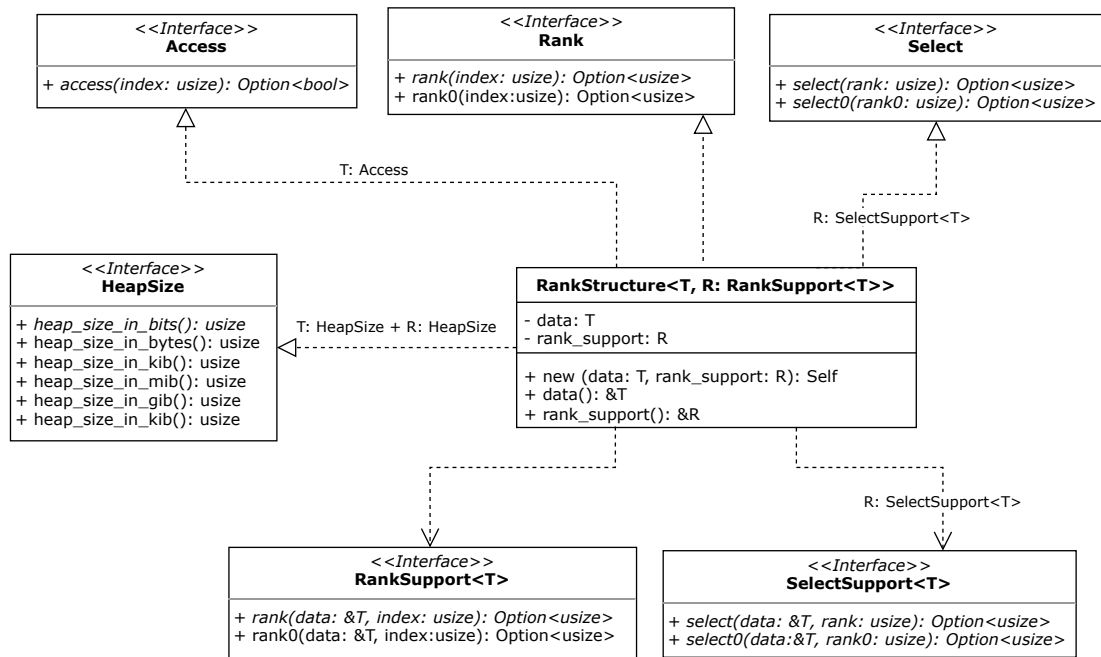 <<Interface>>
Access
+ access(index: usize): Option<bool>
<<Interface>>
Rank
+ rank(index: usize): Option<usize>
+ rank0(index:usize): Option<usize>
<<Interface>>
Select
+ select(rank: usize): Option<usize>
+ select0(rank0: usize): Option<usize>
T: Access
R: SelectSupport<T>
<<Interface>>
HeapSize
+ heap_size_in_bits(): usize
+ heap_size_in_bytes(): usize
+ heap_size_in_kib(): usize
+ heap_size_in_mib(): usize
+ heap_size_in_gib(): usize
+ heap_size_in_kib(): usize
T: HeapSize + R: HeapSize
RankStructure<T, R: RankSupport<T>>
- data: T
- rank_support: R
+ new (data: T, rank_support: R): Self
+ data(): &T
+ rank_support(): &R
R: SelectSupport<T>
<<Interface>>
RankSupport<T>
+ rank(data: &T, index: usize): Option<usize>
+ rank0(data: &T, index:usize): Option<usize>
<<Interface>>
SelectSupport<T>
+ select(data: &T, rank: usize): Option<usize>
+ select0(data:&T, rank0: usize): Option<usize>